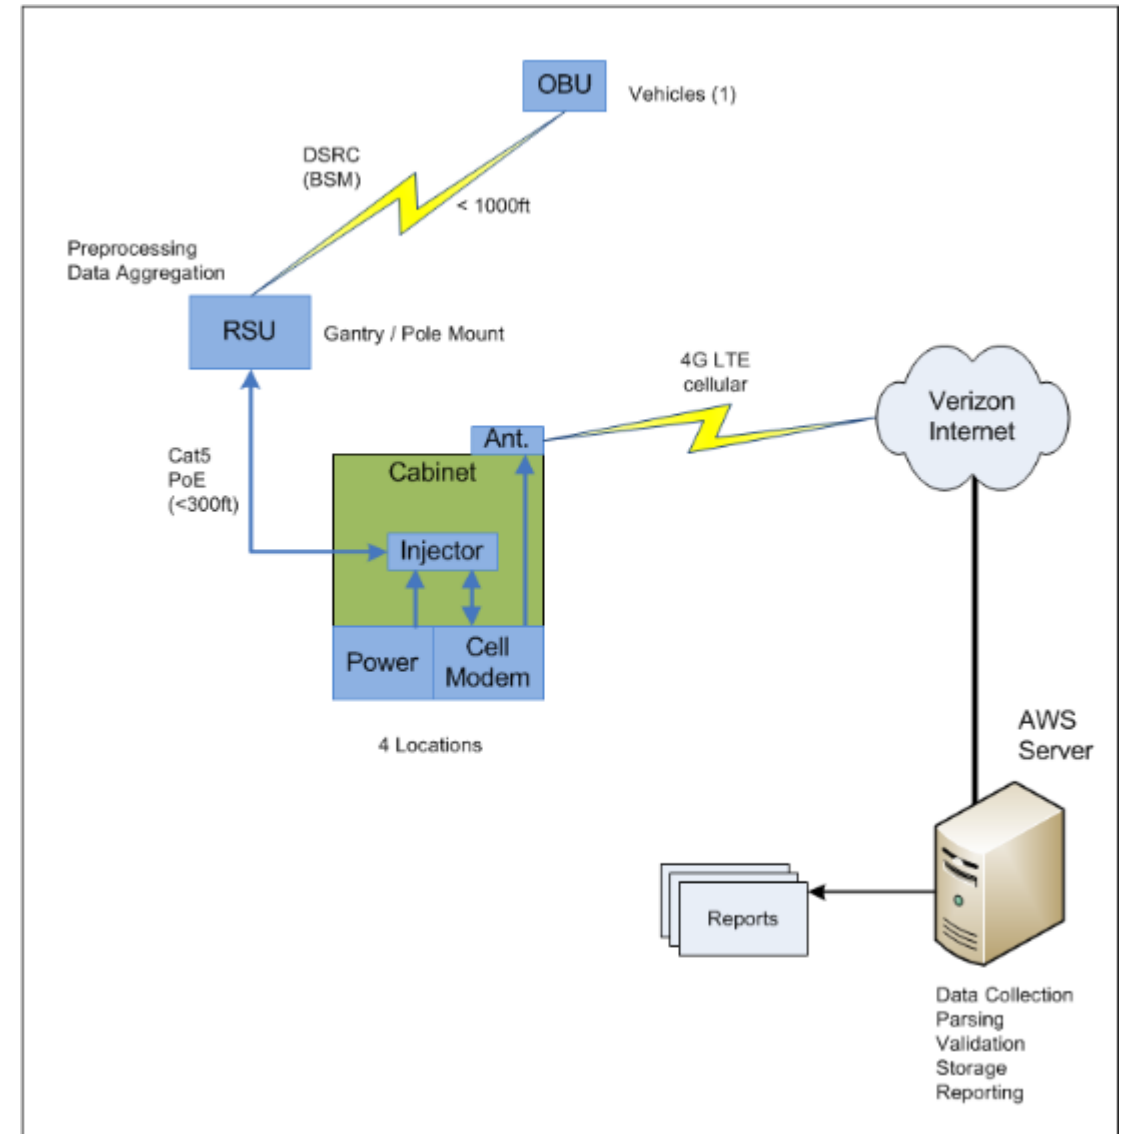 OBU
Vehicles (1)
DSRC
(BSM)
< 1000ft
Preprocessing
Data Aggregation
RSU
Gantry / Pole Mount
4G LTE
cellular
Verizon
Internet
Ant.
Cabinet
Cat5
PoE
(<300ft)
Injector
Power
Cell
Modem
4 Locations
AWS
Server
Reports
Data Collection
Parsing
Validation
Storage
Reporting